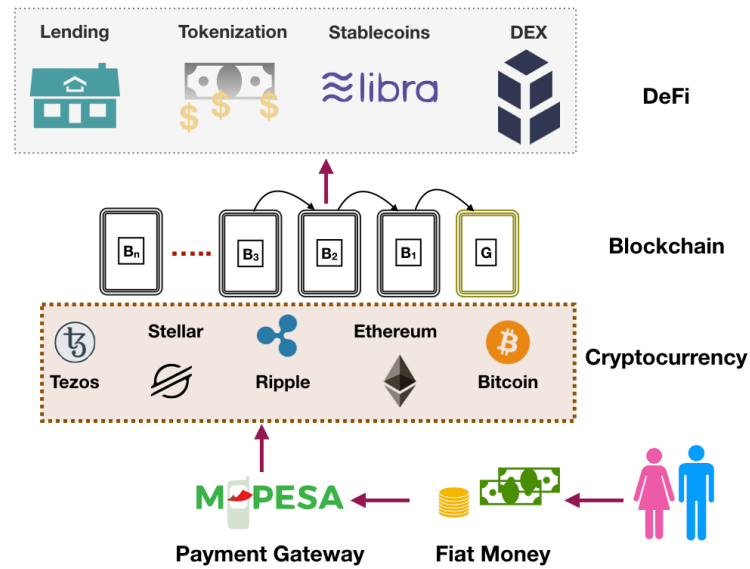 Lending Tokenization Stablecoins DEX
libra
DeFi
Bn B3 B2 B1 G
Blockchain
Stellar Ethereum
Cryptocurrency
Tezos Ripple Bitcoin
M PESA
Payment Gateway Fiat Money